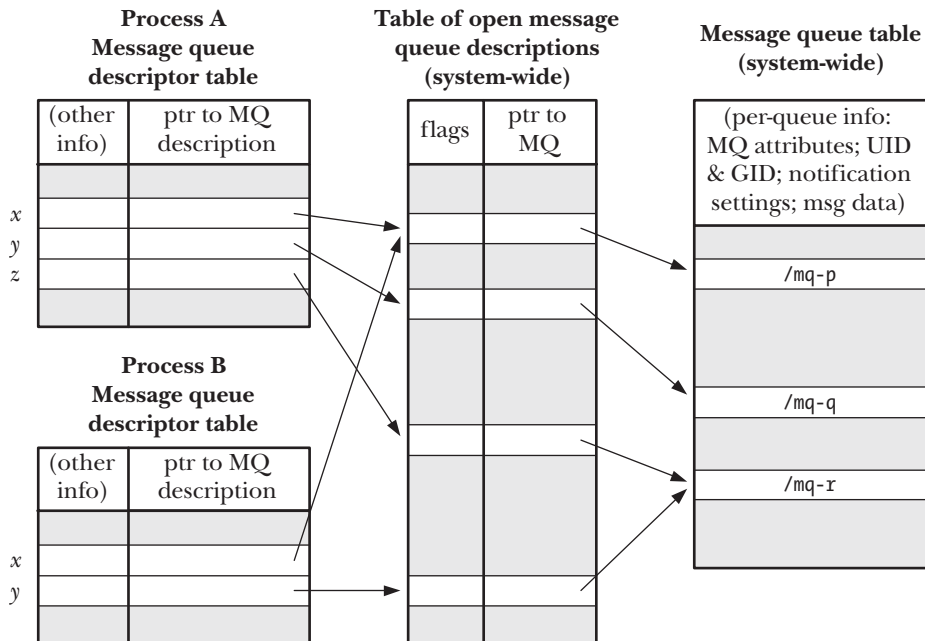 Process A
Message queue
descriptor table
(other
info)
ptr to MQ
description
x
y
z
Process B
Message queue
descriptor table
(other
info)
ptr to MQ
description
x
y
Table of open message
queue descriptions
(system-wide)
flags
ptr to
MQ
Message queue table
(system-wide)
(per-queue info:
MQ attributes; UID
& GID; notification
settings; msg data)
/mq-p
/mq-q
/mq-r